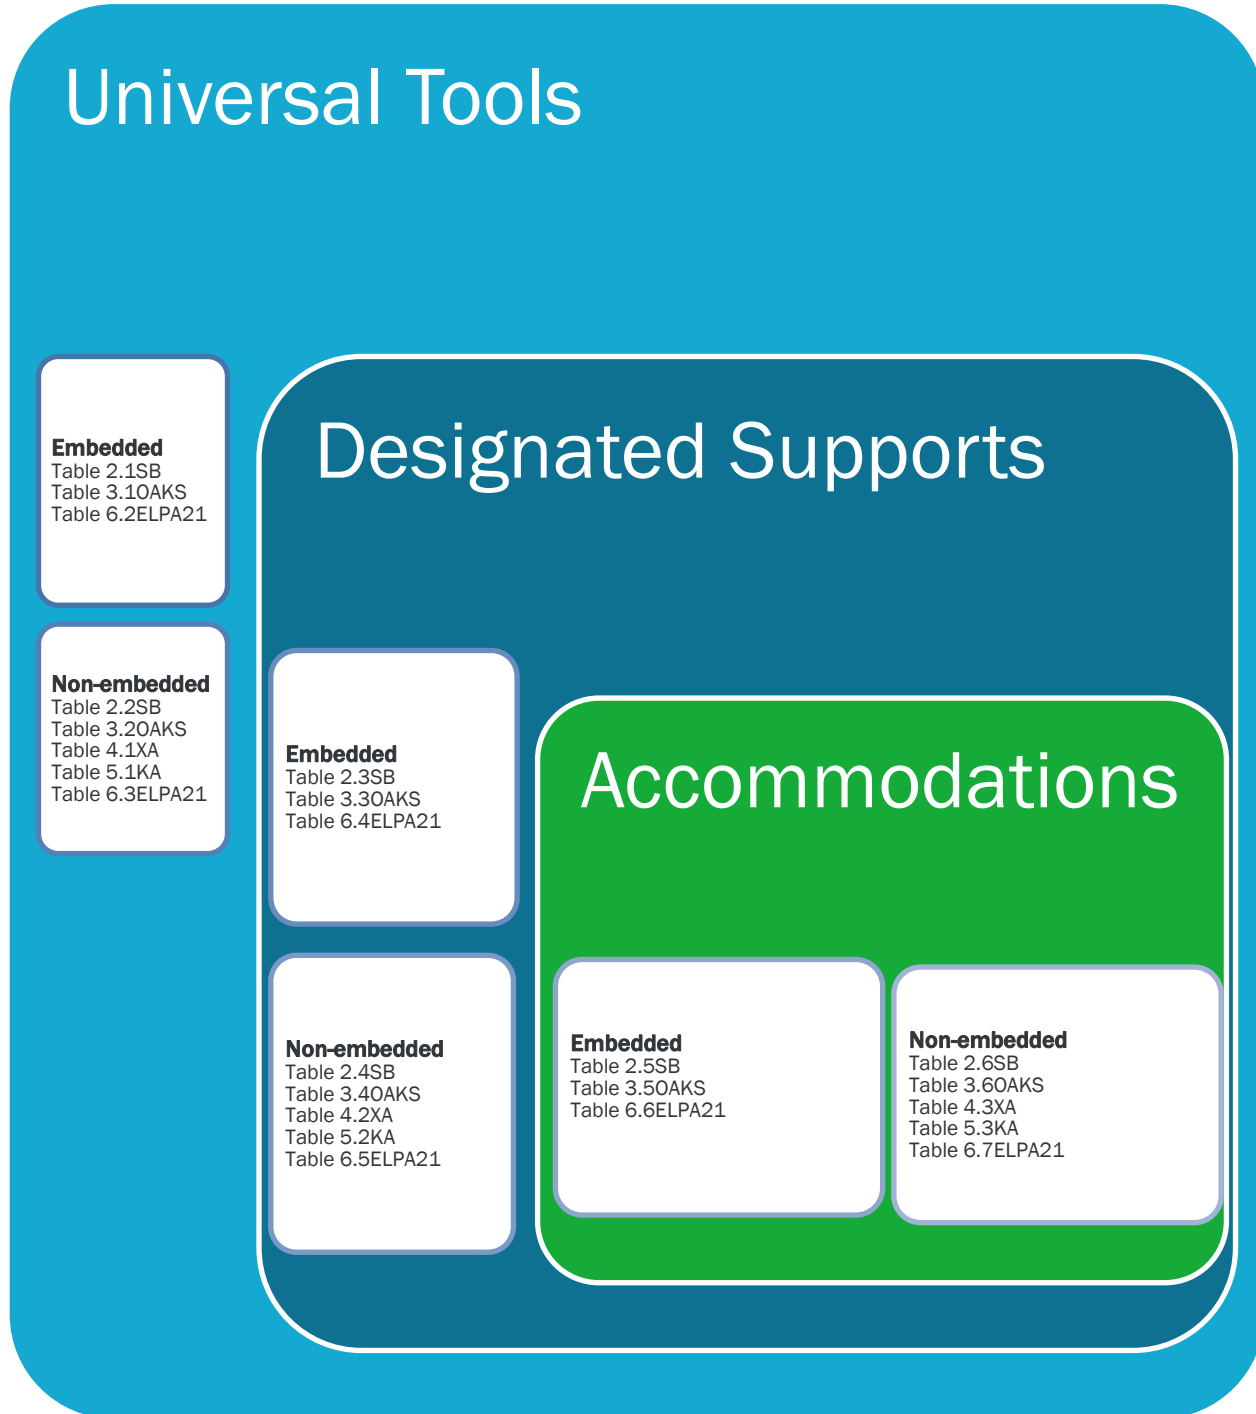 Universal Tools
Embedded
Table 2.1SB
Table 3.1OAKS
Table 6.2ELPA21
Non-embedded
Table 2.2SB
Table 3.2OAKS
Table 4.1XA
Table 5.1KA
Table 6.3ELPA21
Designated Supports
Embedded
Table 2.3SB
Table 3.3OAKS
Table 6.4ELPA21
Non-embedded
Table 2.4SB
Table 3.4OAKS
Table 4.2XA
Table 5.2KA
Table 6.5ELPA21
Accommodations
Embedded
Table 2.5SB
Table 3.5OAKS
Table 6.6ELPA21
Non-embedded
Table 2.6SB
Table 3.6OAKS
Table 4.3XA
Table 5.3KA
Table 6.7ELPA21